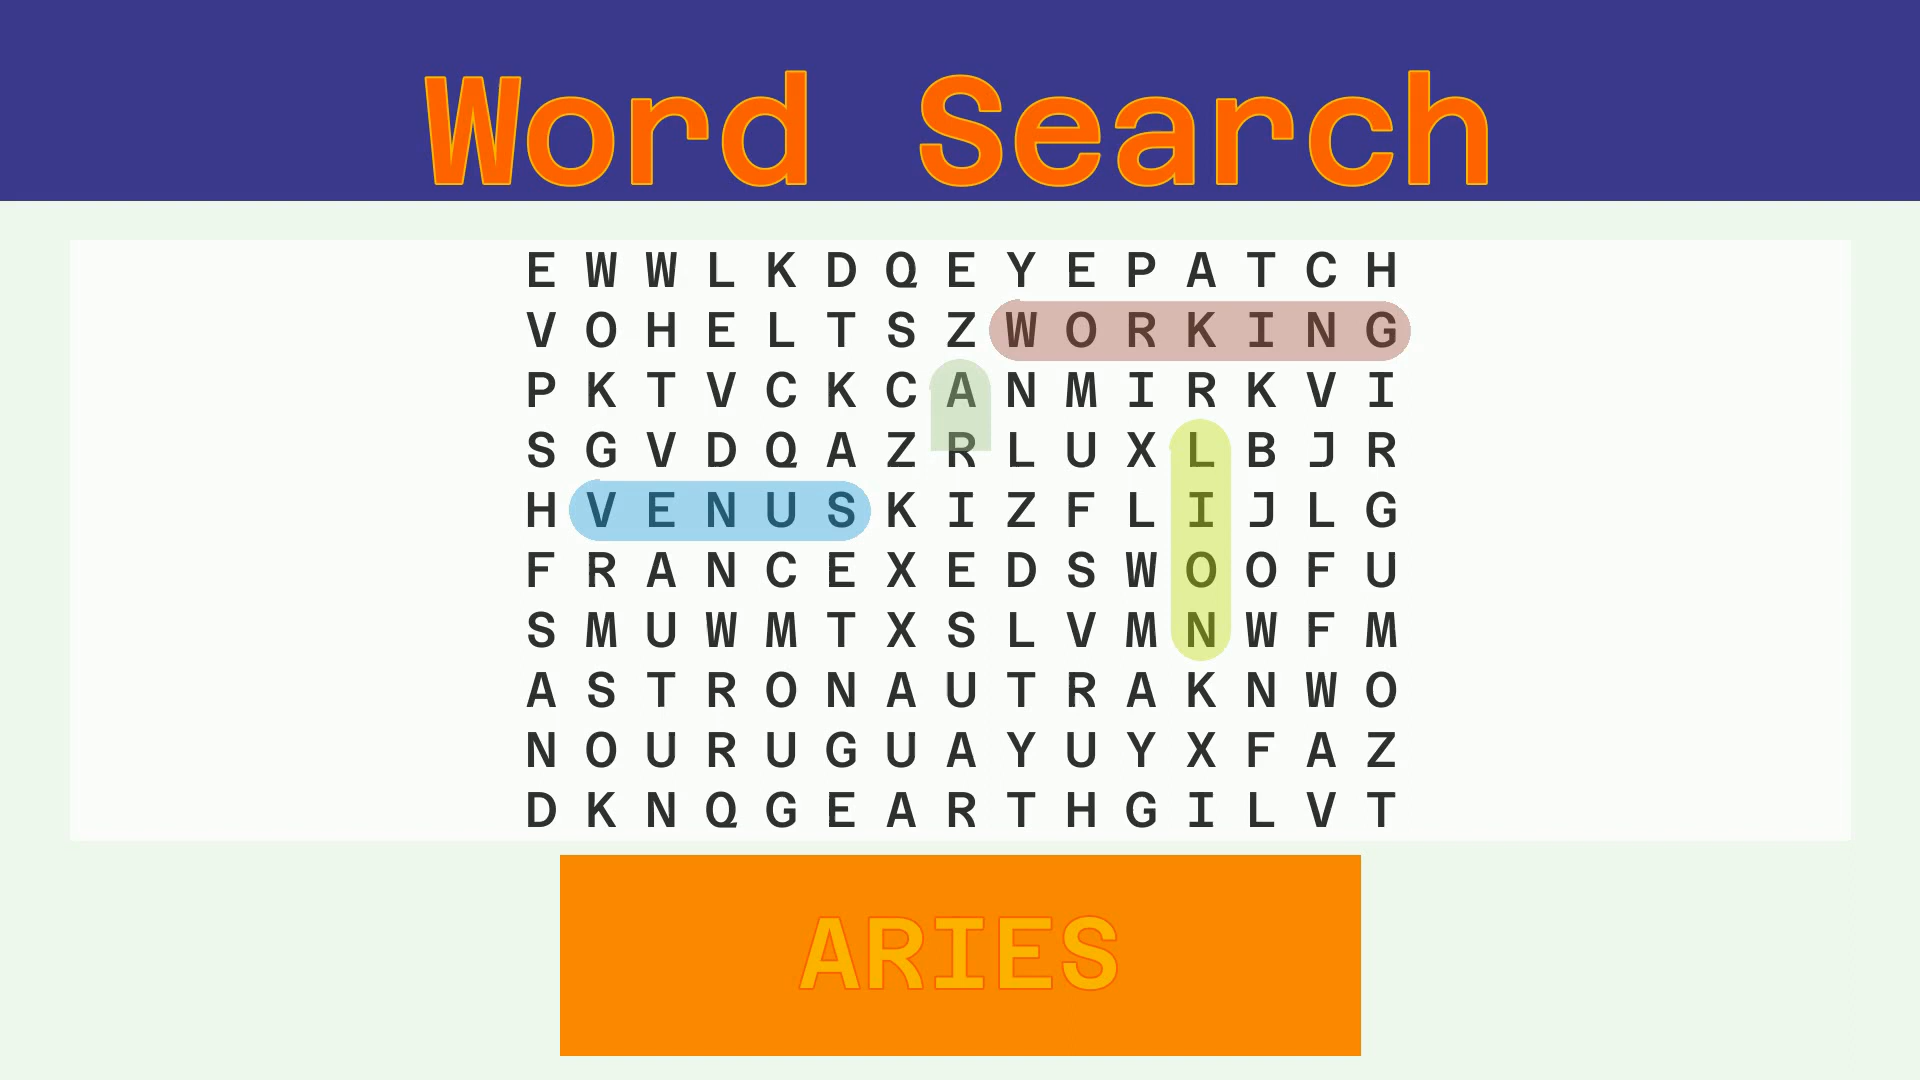 Word Search
E W W L K D Q E Y E P A T C H
V O H E L T S Z W O R K I N G
P K T V C K C A N M I R K V I
S G V D Q A Z R L U X L B J R
H V E N U S K I Z F L I J L G
F R A N C E X E D S W O O F U
S M U W M T X S L V M N W F M
A S T R O N A U T R A K N W O
N O U R U G U A Y U Y X F A Z
D K N Q G E A R T H G I L V T
ARIES